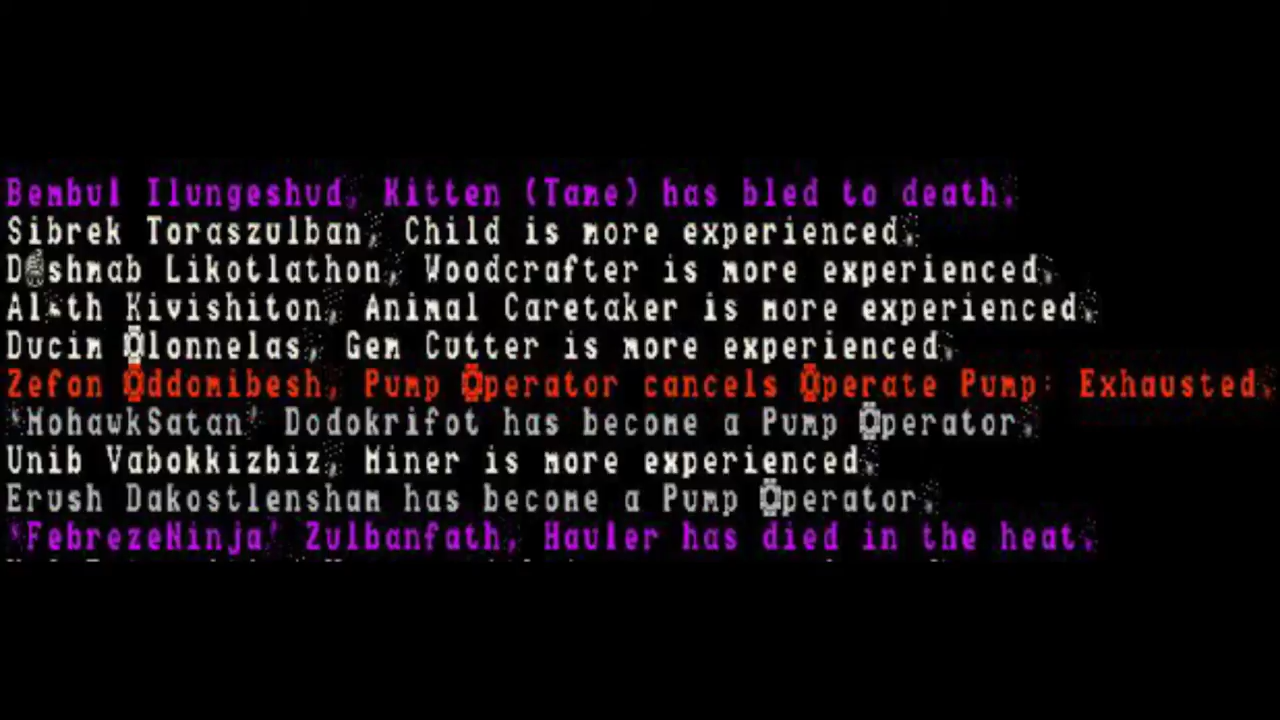 Bembul Ilungeshud, Kitten (Tame) has bled to death.
Sibrek Toraszulban, Child is more experienced.
Likotlathon, Woodcrafter is more experienced.
Kivishiton, Animal Caretaker is more experienced.
Ducim Olonnelas, Gem Cutter is more experienced.
Zefon Oddomibesh, Pump Operator cancels Operate Pump: Exhausted.
'MohawkSatan' Dodokrifot has become a Pump Operator.
Unib Vabokkizbiz, Miner is more experienced.
Erush Dakostlensham has become a Pump Operator.
'FebrezeNinja' Zulbanfath, Hauler has died in the heat.